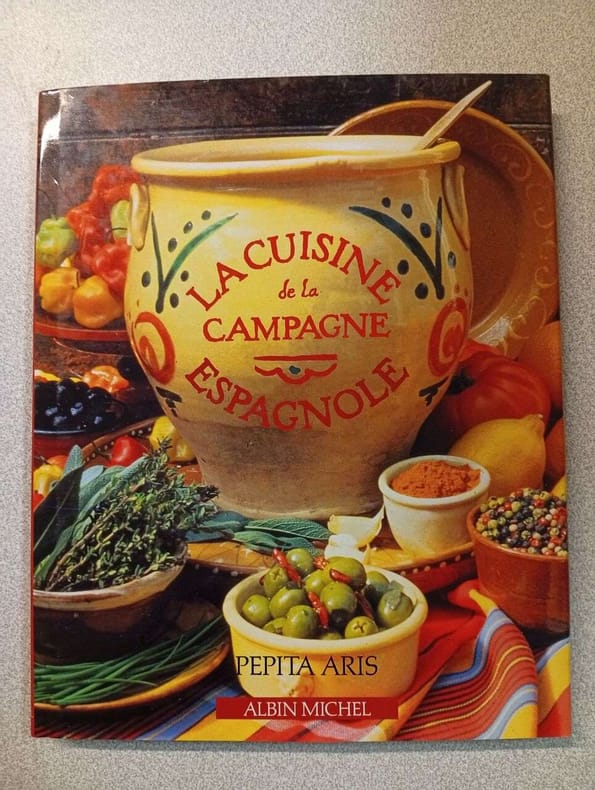 LA CUISINE
de la
CAMPAGNE
ESPAGNOLE
PEPITA ARIS
ALBIN MICHEL